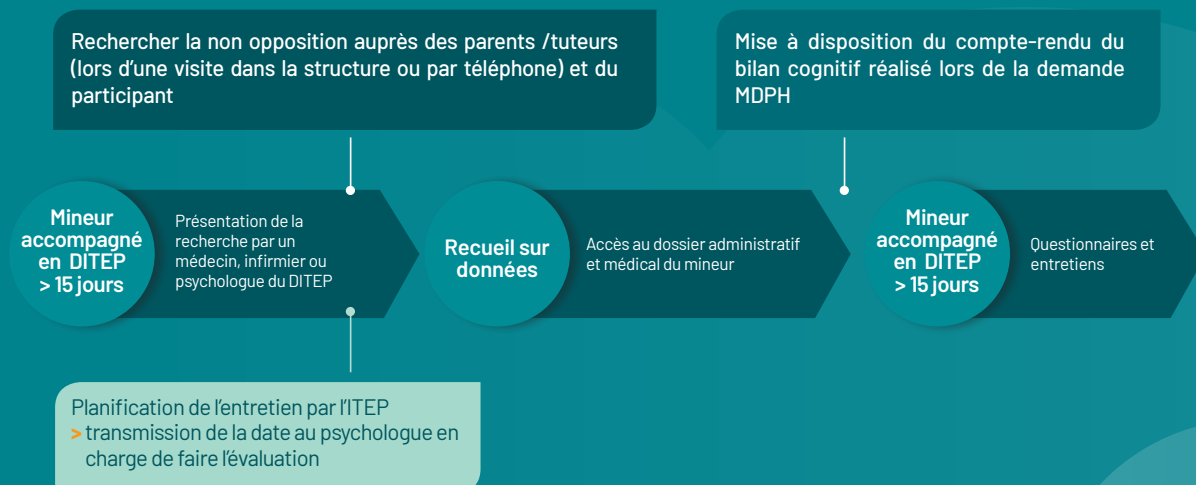 Rechercher la non opposition auprès des parents /tuteurs
(lors d'une visite dans la structure ou par téléphone) et du
participant
Mise à disposition du compte-rendu du
bilan cognitif réalisé lors de la demande
MDPH
Mineur
accompagné
en DITEP
> 15 jours
Présentation de la
recherche par un
médecin, infirmier ou
psychologue du DITEP
Recueil sur
données
Accès au dossier administratif
et médical du mineur
Mineur
accompagné
en DITEP
> 15 jours
Questionnaires et
entretiens
Planification de l'entretien par l'ITEP
> transmission de la date au psychologue en
charge de faire l'évaluation